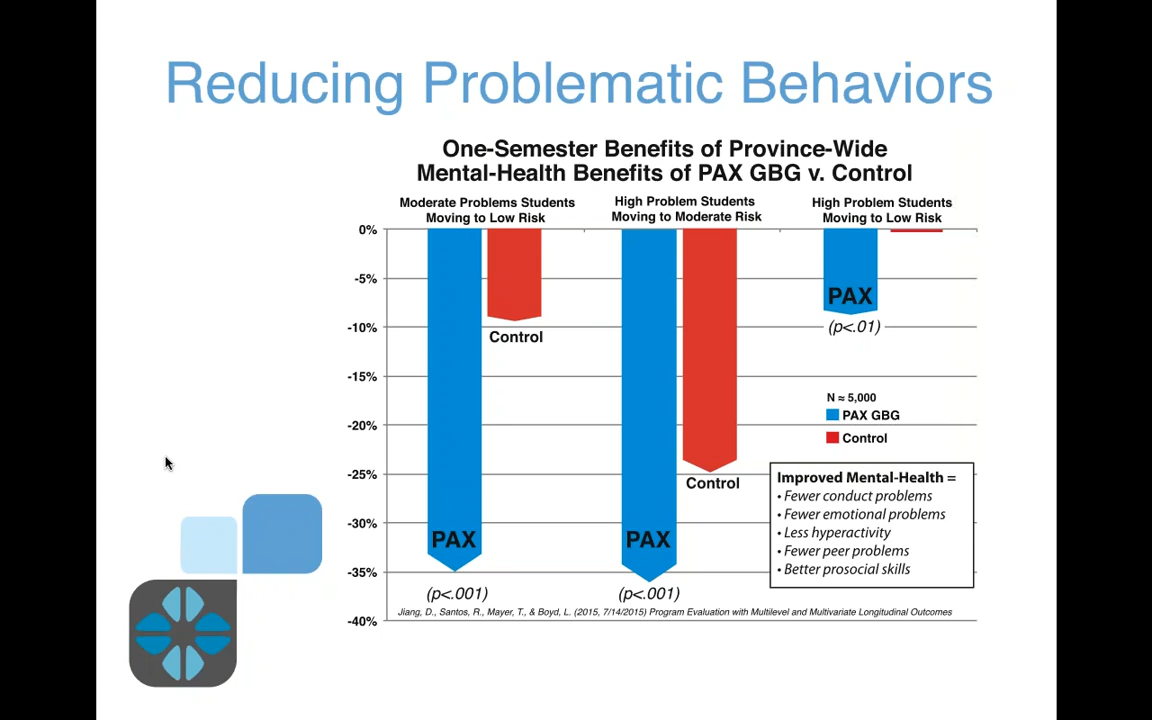 Reducing Problematic Behaviors
One-Semester Benefits of Province-Wide
Mental-Health Benefits of PAX GBG v. Control
Moderate Problems Students
Moving to Low Risk
High Problem Students
Moving to Moderate Risk
High Problem Students
Moving to Low Risk
0%
-5%
-10%
-15%
-20%
-25%
-30%
-35%
-40%
PAX
(p<.001)
Control
PAX
(p<.001)
Control
PAX
(p<.01)
N ≈ 5,000
PAX GBG
Control
Improved Mental-Health =
• Fewer conduct problems
• Fewer emotional problems
• Less hyperactivity
• Fewer peer problems
• Better prosocial skills
Jiang, D., Santos, R., Mayer, T., & Boyd, L. (2015, 7/14/2015) Program Evaluation with Multilevel and Multivariate Longitudinal Outcomes